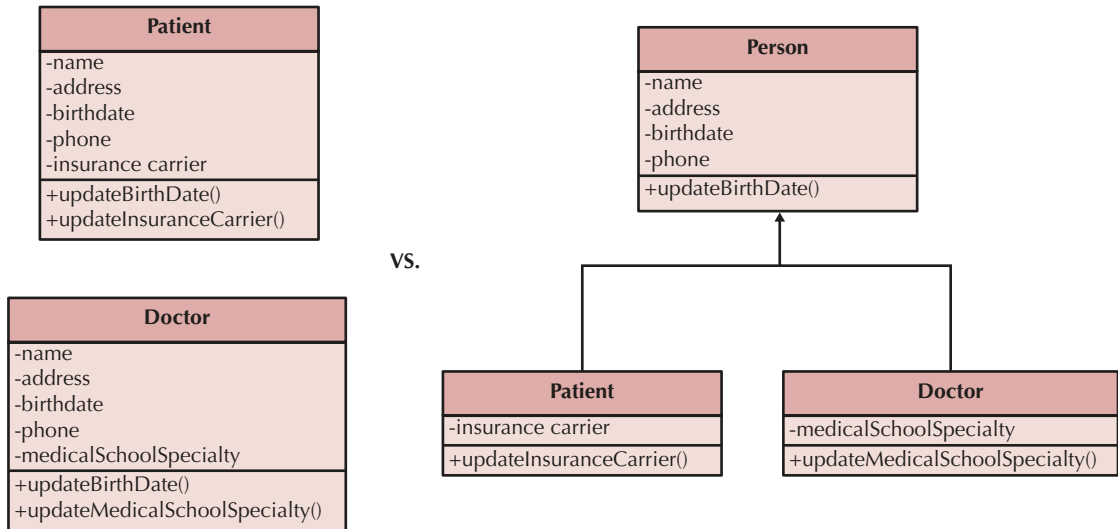 Patient
-name
-address
-birthdate
-phone
-insurance carrier
+updateBirthDate()
+updateInsuranceCarrier()
Doctor
-name
-address
-birthdate
-phone
-medicalSchoolSpecialty
+updateBirthDate()
+updateMedicalSchoolSpecialty()
VS.
Person
-name
-address
-birthdate
-phone
+updateBirthDate()
Patient
-insurance carrier
+updateInsuranceCarrier()
Doctor
-medicalSchoolSpecialty
+updateMedicalSchoolSpecialty()